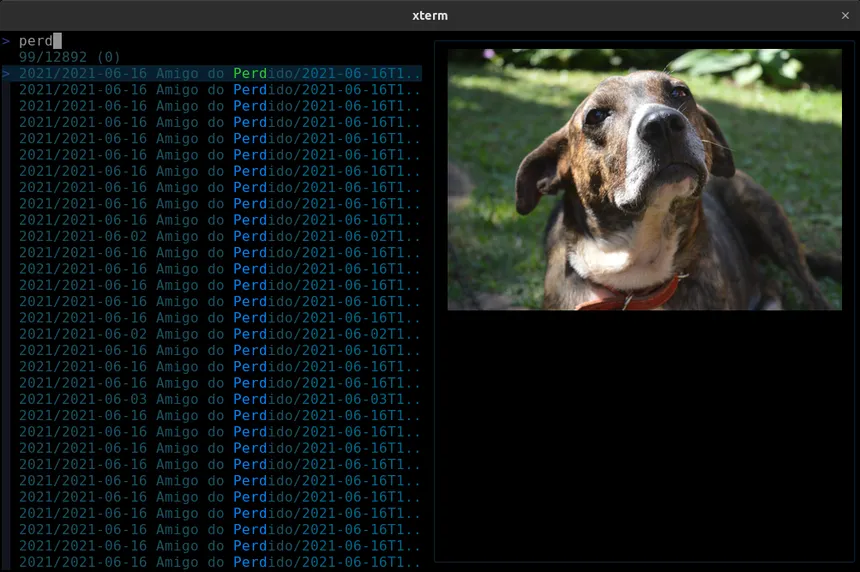 xterm ×
> perd
99/12892 (0)
> 2021/2021-06-16 Amigo do Perdido/2021-06-16T1..
2021/2021-06-16 Amigo do Perdido/2021-06-16T1..
2021/2021-06-16 Amigo do Perdido/2021-06-16T1..
2021/2021-06-16 Amigo do Perdido/2021-06-16T1..
2021/2021-06-16 Amigo do Perdido/2021-06-16T1..
2021/2021-06-16 Amigo do Perdido/2021-06-16T1..
2021/2021-06-16 Amigo do Perdido/2021-06-16T1..
2021/2021-06-16 Amigo do Perdido/2021-06-16T1..
2021/2021-06-16 Amigo do Perdido/2021-06-16T1..
2021/2021-06-16 Amigo do Perdido/2021-06-16T1..
2021/2021-06-02 Amigo do Perdido/2021-06-02T1..
2021/2021-06-16 Amigo do Perdido/2021-06-16T1..
2021/2021-06-16 Amigo do Perdido/2021-06-16T1..
2021/2021-06-16 Amigo do Perdido/2021-06-16T1..
2021/2021-06-16 Amigo do Perdido/2021-06-16T1..
2021/2021-06-16 Amigo do Perdido/2021-06-16T1..
2021/2021-06-02 Amigo do Perdido/2021-06-02T1..
2021/2021-06-16 Amigo do Perdido/2021-06-16T1..
2021/2021-06-16 Amigo do Perdido/2021-06-16T1..
2021/2021-06-16 Amigo do Perdido/2021-06-16T1..
2021/2021-06-03 Amigo do Perdido/2021-06-03T1..
2021/2021-06-16 Amigo do Perdido/2021-06-16T1..
2021/2021-06-16 Amigo do Perdido/2021-06-16T1..
2021/2021-06-16 Amigo do Perdido/2021-06-16T1..
2021/2021-06-16 Amigo do Perdido/2021-06-16T1..
2021/2021-06-16 Amigo do Perdido/2021-06-16T1..
2021/2021-06-16 Amigo do Perdido/2021-06-16T1..
2021/2021-06-16 Amigo do Perdido/2021-06-16T1..
2021/2021-06-16 Amigo do Perdido/2021-06-16T1..
2021/2021-06-16 Amigo do Perdido/2021-06-16T1..
2021/2021-06-16 Amigo do Perdido/2021-06-16T1..